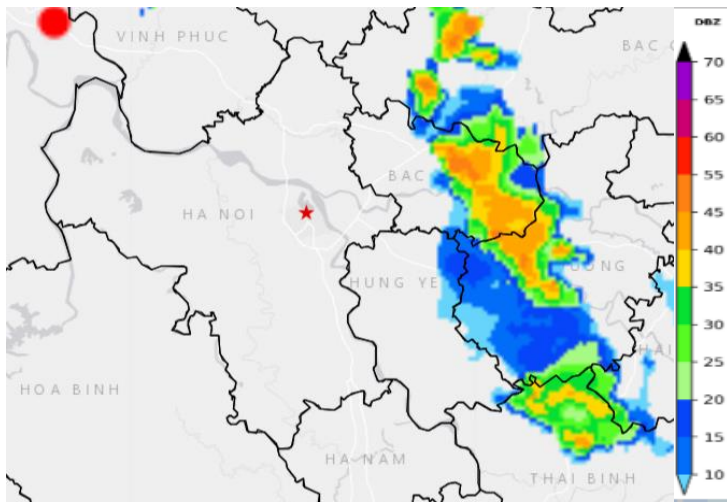 VINH PHUC
BAC G
DBZ
70
65
60
55
50
45
40
35
30
25
20
15
10
BAC
HA NOI
HUNG YE
UONG
HAI
HOA BINH
HA NAM
THAI BINH